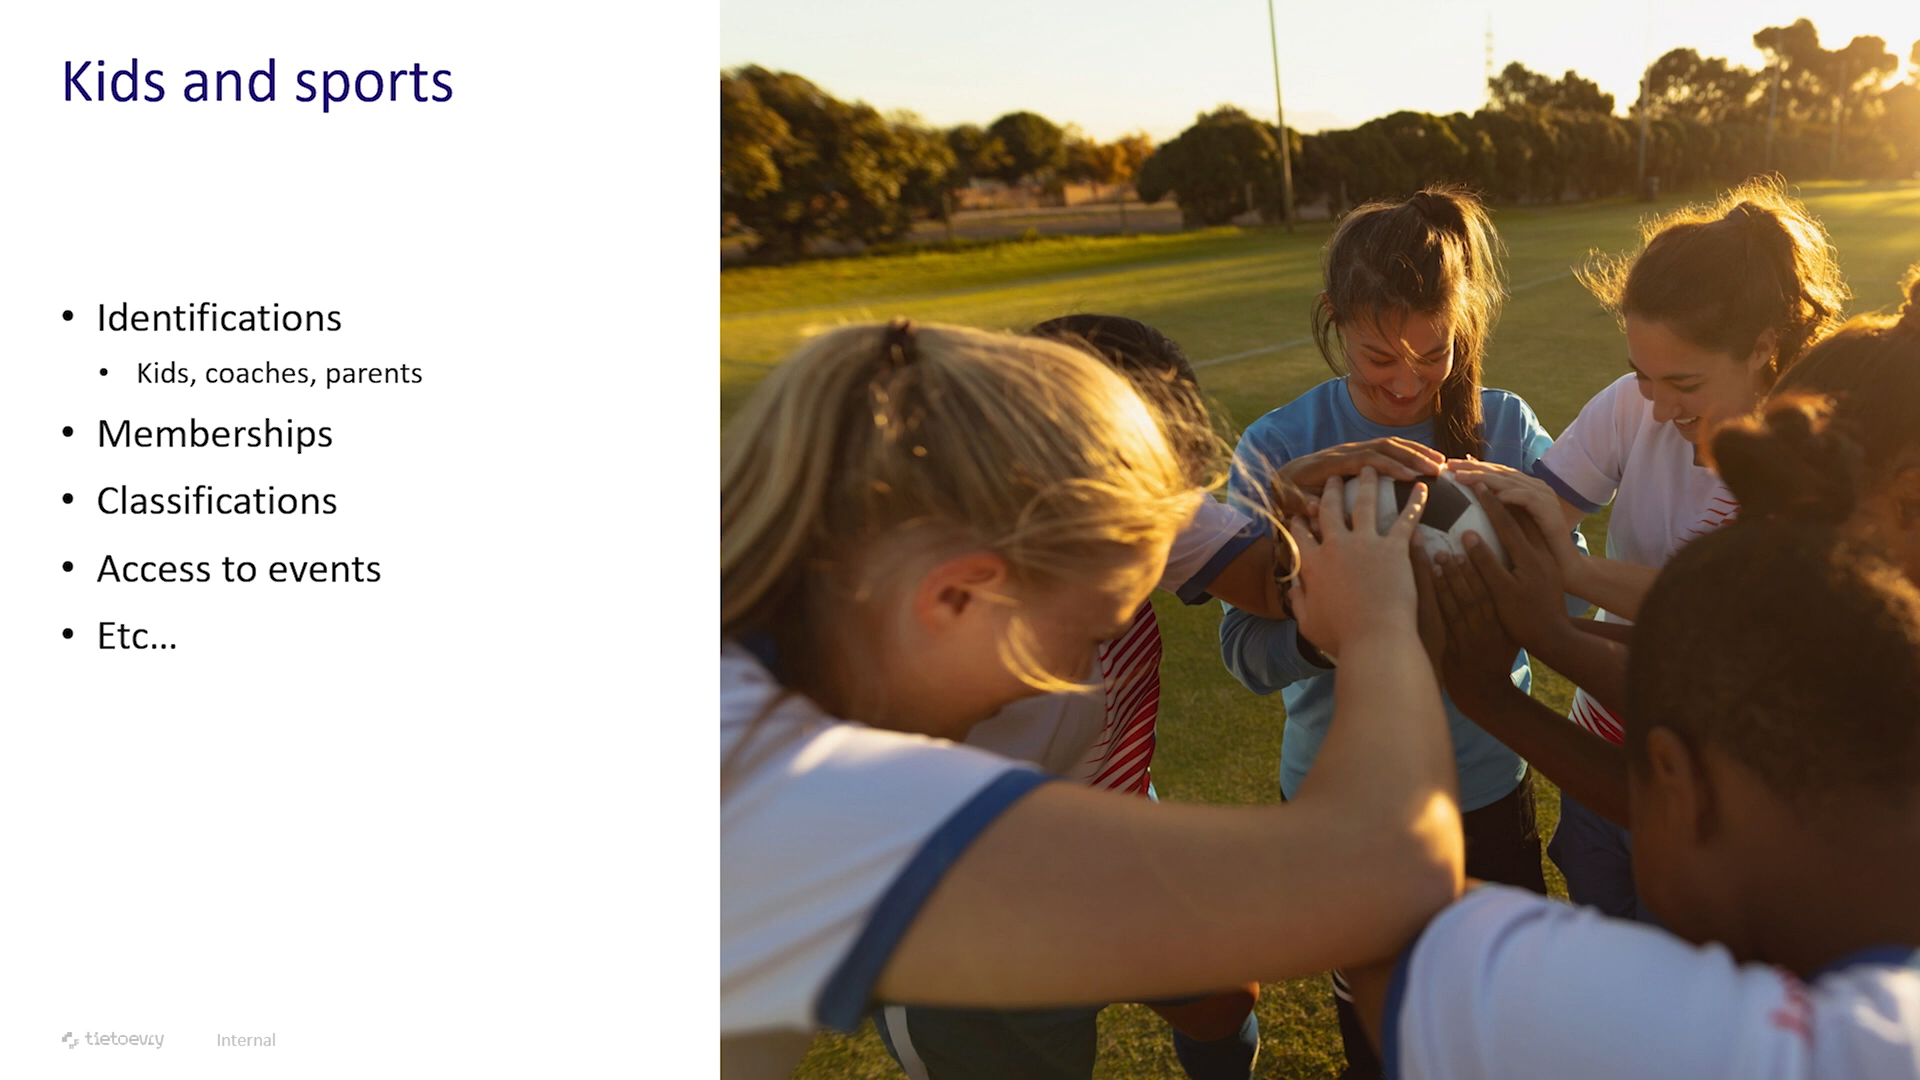 Kids and sports
• Identifications
• Kids, coaches, parents
• Memberships
• Classifications
• Access to events
• Etc...
tietoevry Internal